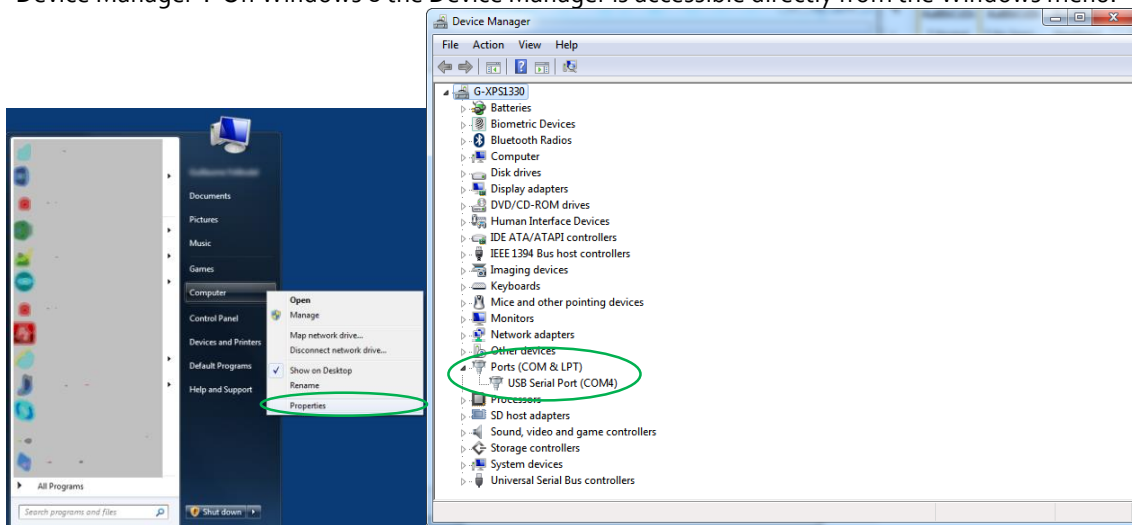 Device Manager". On Windows 8 the Device Manager is accessible directly from the Windows menu.
Documents
Pictures
Music
Games
Computer
Control Panel
Devices and Printers
Default Programs
Help and Support
All Programs
Search programs and files
Shut down
Open
Manage
Map network drive...
Disconnect network drive...
Show on Desktop
Rename
Properties
Device Manager
File Action View Help
G-XPS1330
Batteries
Biometric Devices
Bluetooth Radios
Computer
Disk drives
Display adapters
DVD/CD-ROM drives
Human Interface Devices
IDE ATA/ATAPI controllers
IEEE 1394 Bus host controllers
Imaging devices
Keyboards
Mice and other pointing devices
Monitors
Network adapters
Other devices
Ports (COM & LPT)
USB Serial Port (COM4)
Processors
SD host adapters
Sound, video and game controllers
Storage controllers
System devices
Universal Serial Bus controllers